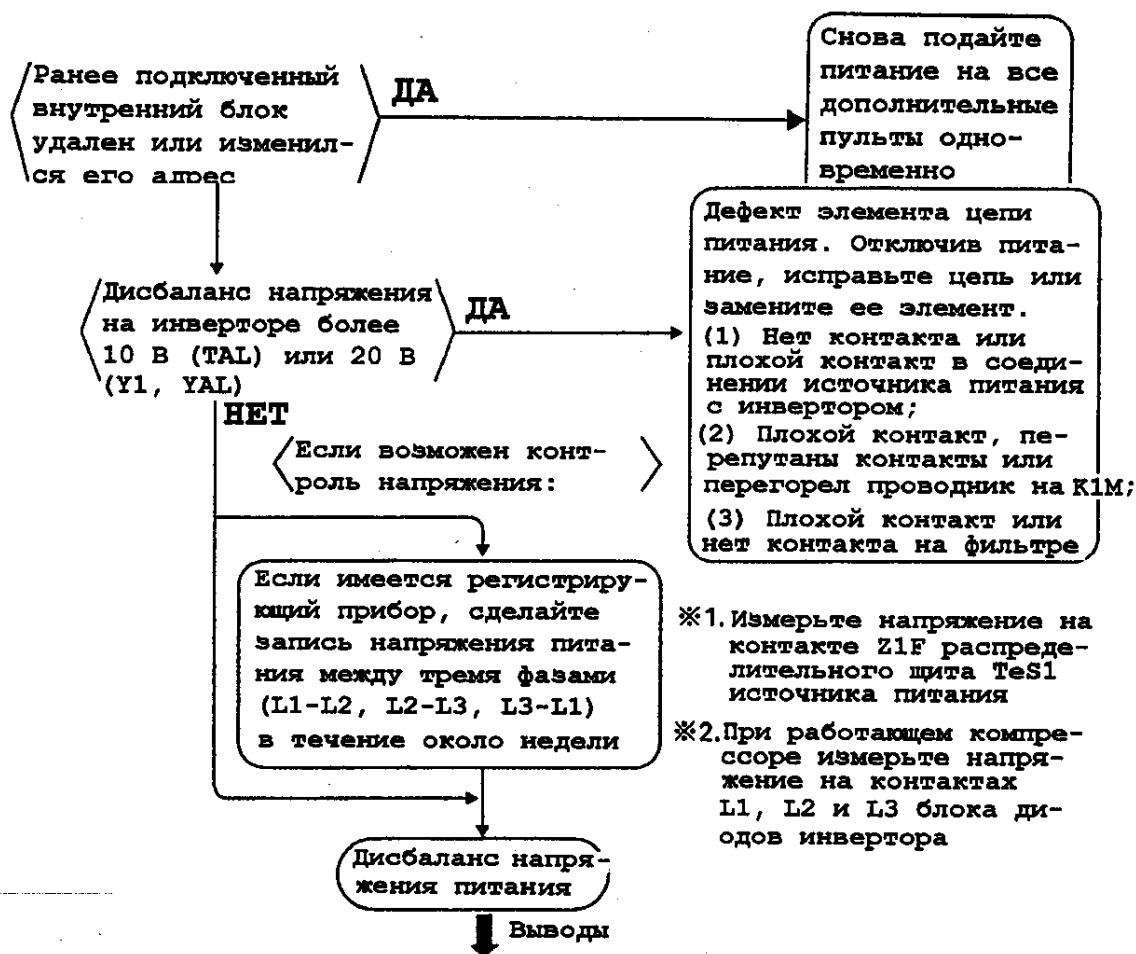 Ранее подключенный
внутренний блок
удален или изменил-
ся его адрес
ДА
Снова подайте
питание на все
дополнительные
пульты одно-
временно
Дисбаланс напряжения
на инверторе более
10 В (TAL) или 20 В
(Y1, YAL)
ДА
Дефект элемента цепи
питания. Отключив пита-
ние, исправьте цепь или
замените ее элемент.
(1) Нет контакта или
плохой контакт в соеди-
нении источника питания
с инвертором;
(2) Плохой контакт, пе-
репутаны контакты или
перегорел проводник на K1M;
(3) Плохой контакт или
нет контакта на фильтре
НЕТ
Если возможен конт-
роль напряжения:
Если имеется регистриру-
ющий прибор, сделайте
запись напряжения пита-
ния между тремя фазами
(L1-L2, L2-L3, L3-L1)
в течение около недели
※1. Измерьте напряжение на
контакте Z1F распреде-
лительного щита TeS1
источника питания
※2. При работающем компре-
ссоре измерьте напря-
жение на контактах
L1, L2 и L3 блока ди-
одов инвертора
Дисбаланс напря-
жения питания
Выводы